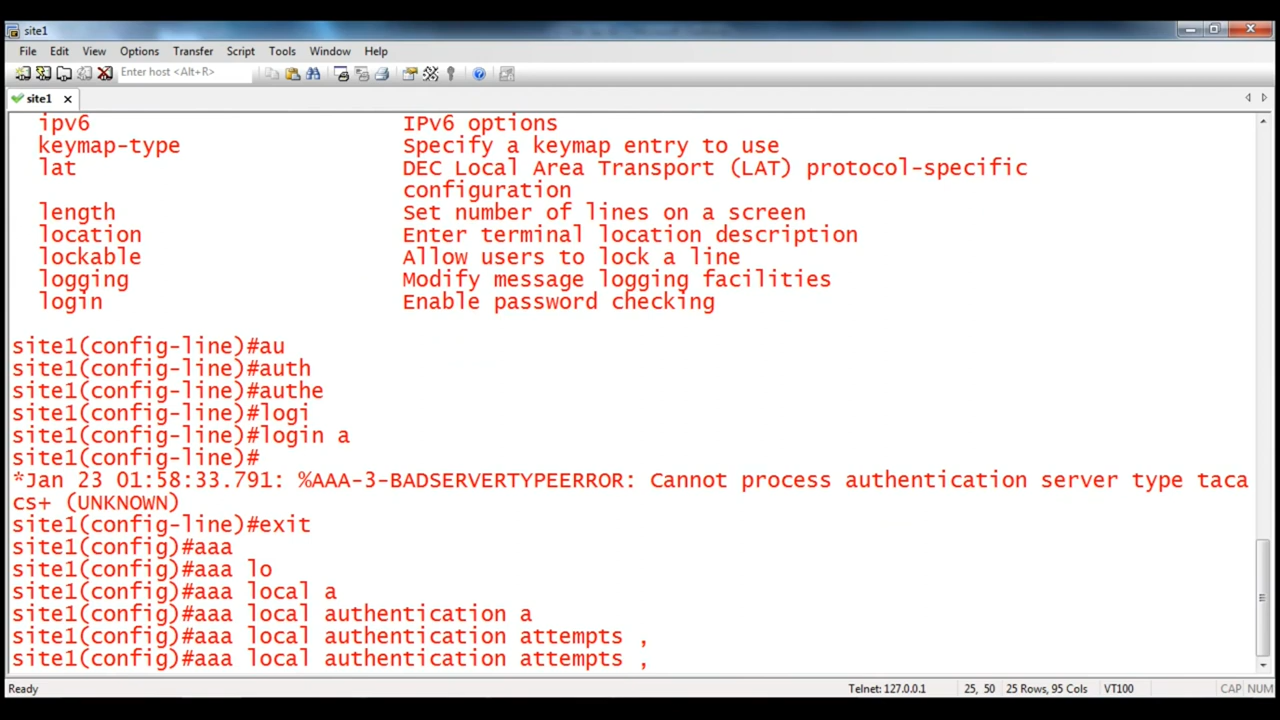 site1
File Edit View Options Transfer Script Tools Window Help
Enter host <Alt+R>
site1
ipv6 IPv6 options
keymap-type Specify a keymap entry to use
lat DEC Local Area Transport (LAT) protocol-specific
configuration
length Set number of lines on a screen
location Enter terminal location description
lockable Allow users to lock a line
logging Modify message logging facilities
login Enable password checking
site1(config-line)#au
site1(config-line)#auth
site1(config-line)#authe
site1(config-line)#logi
site1(config-line)#login a
site1(config-line)#
*Jan 23 01:58:33.791: %AAA-3-BADSERVERTYPEERROR: Cannot process authentication server type taca
cs+ (UNKNOWN)
site1(config-line)#exit
site1(config)#aaa
site1(config)#aaa lo
site1(config)#aaa local a
site1(config)#aaa local authentication a
site1(config)#aaa local authentication attempts ,
site1(config)#aaa local authentication attempts ,
Ready Telnet: 127.0.0.1 25, 50 25 Rows, 95 Cols VT100 CAP NUM